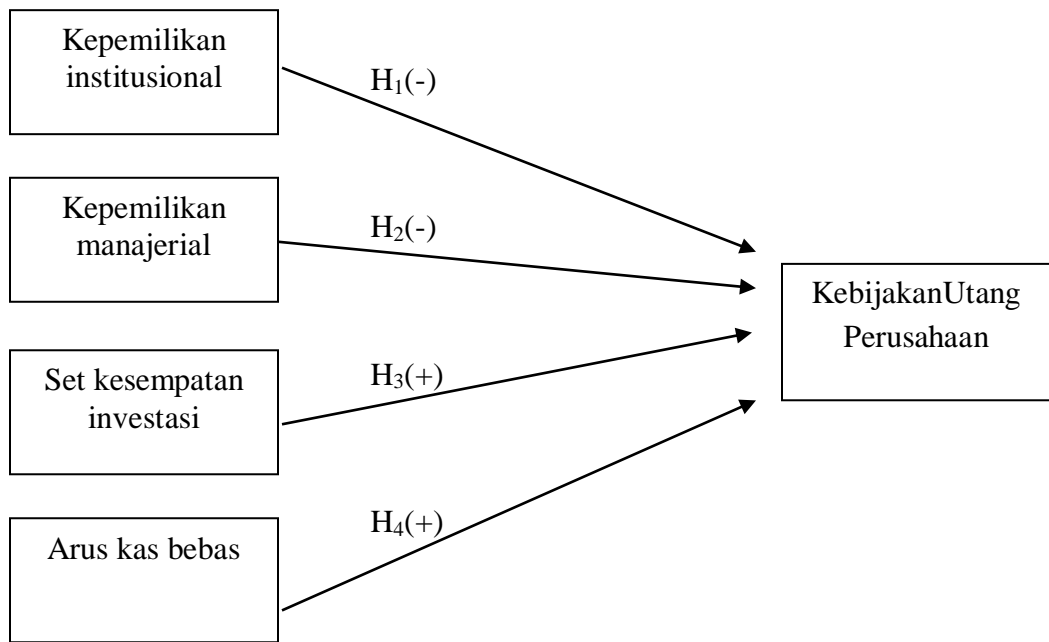 Kepemilikan
institusional
H₁(-)
Kepemilikan
manajerial
H₂(-)
KebijakanUtang
Perusahaan
Set kesempatan
investasi
H₃(+)
Arus kas bebas
H₄(+)